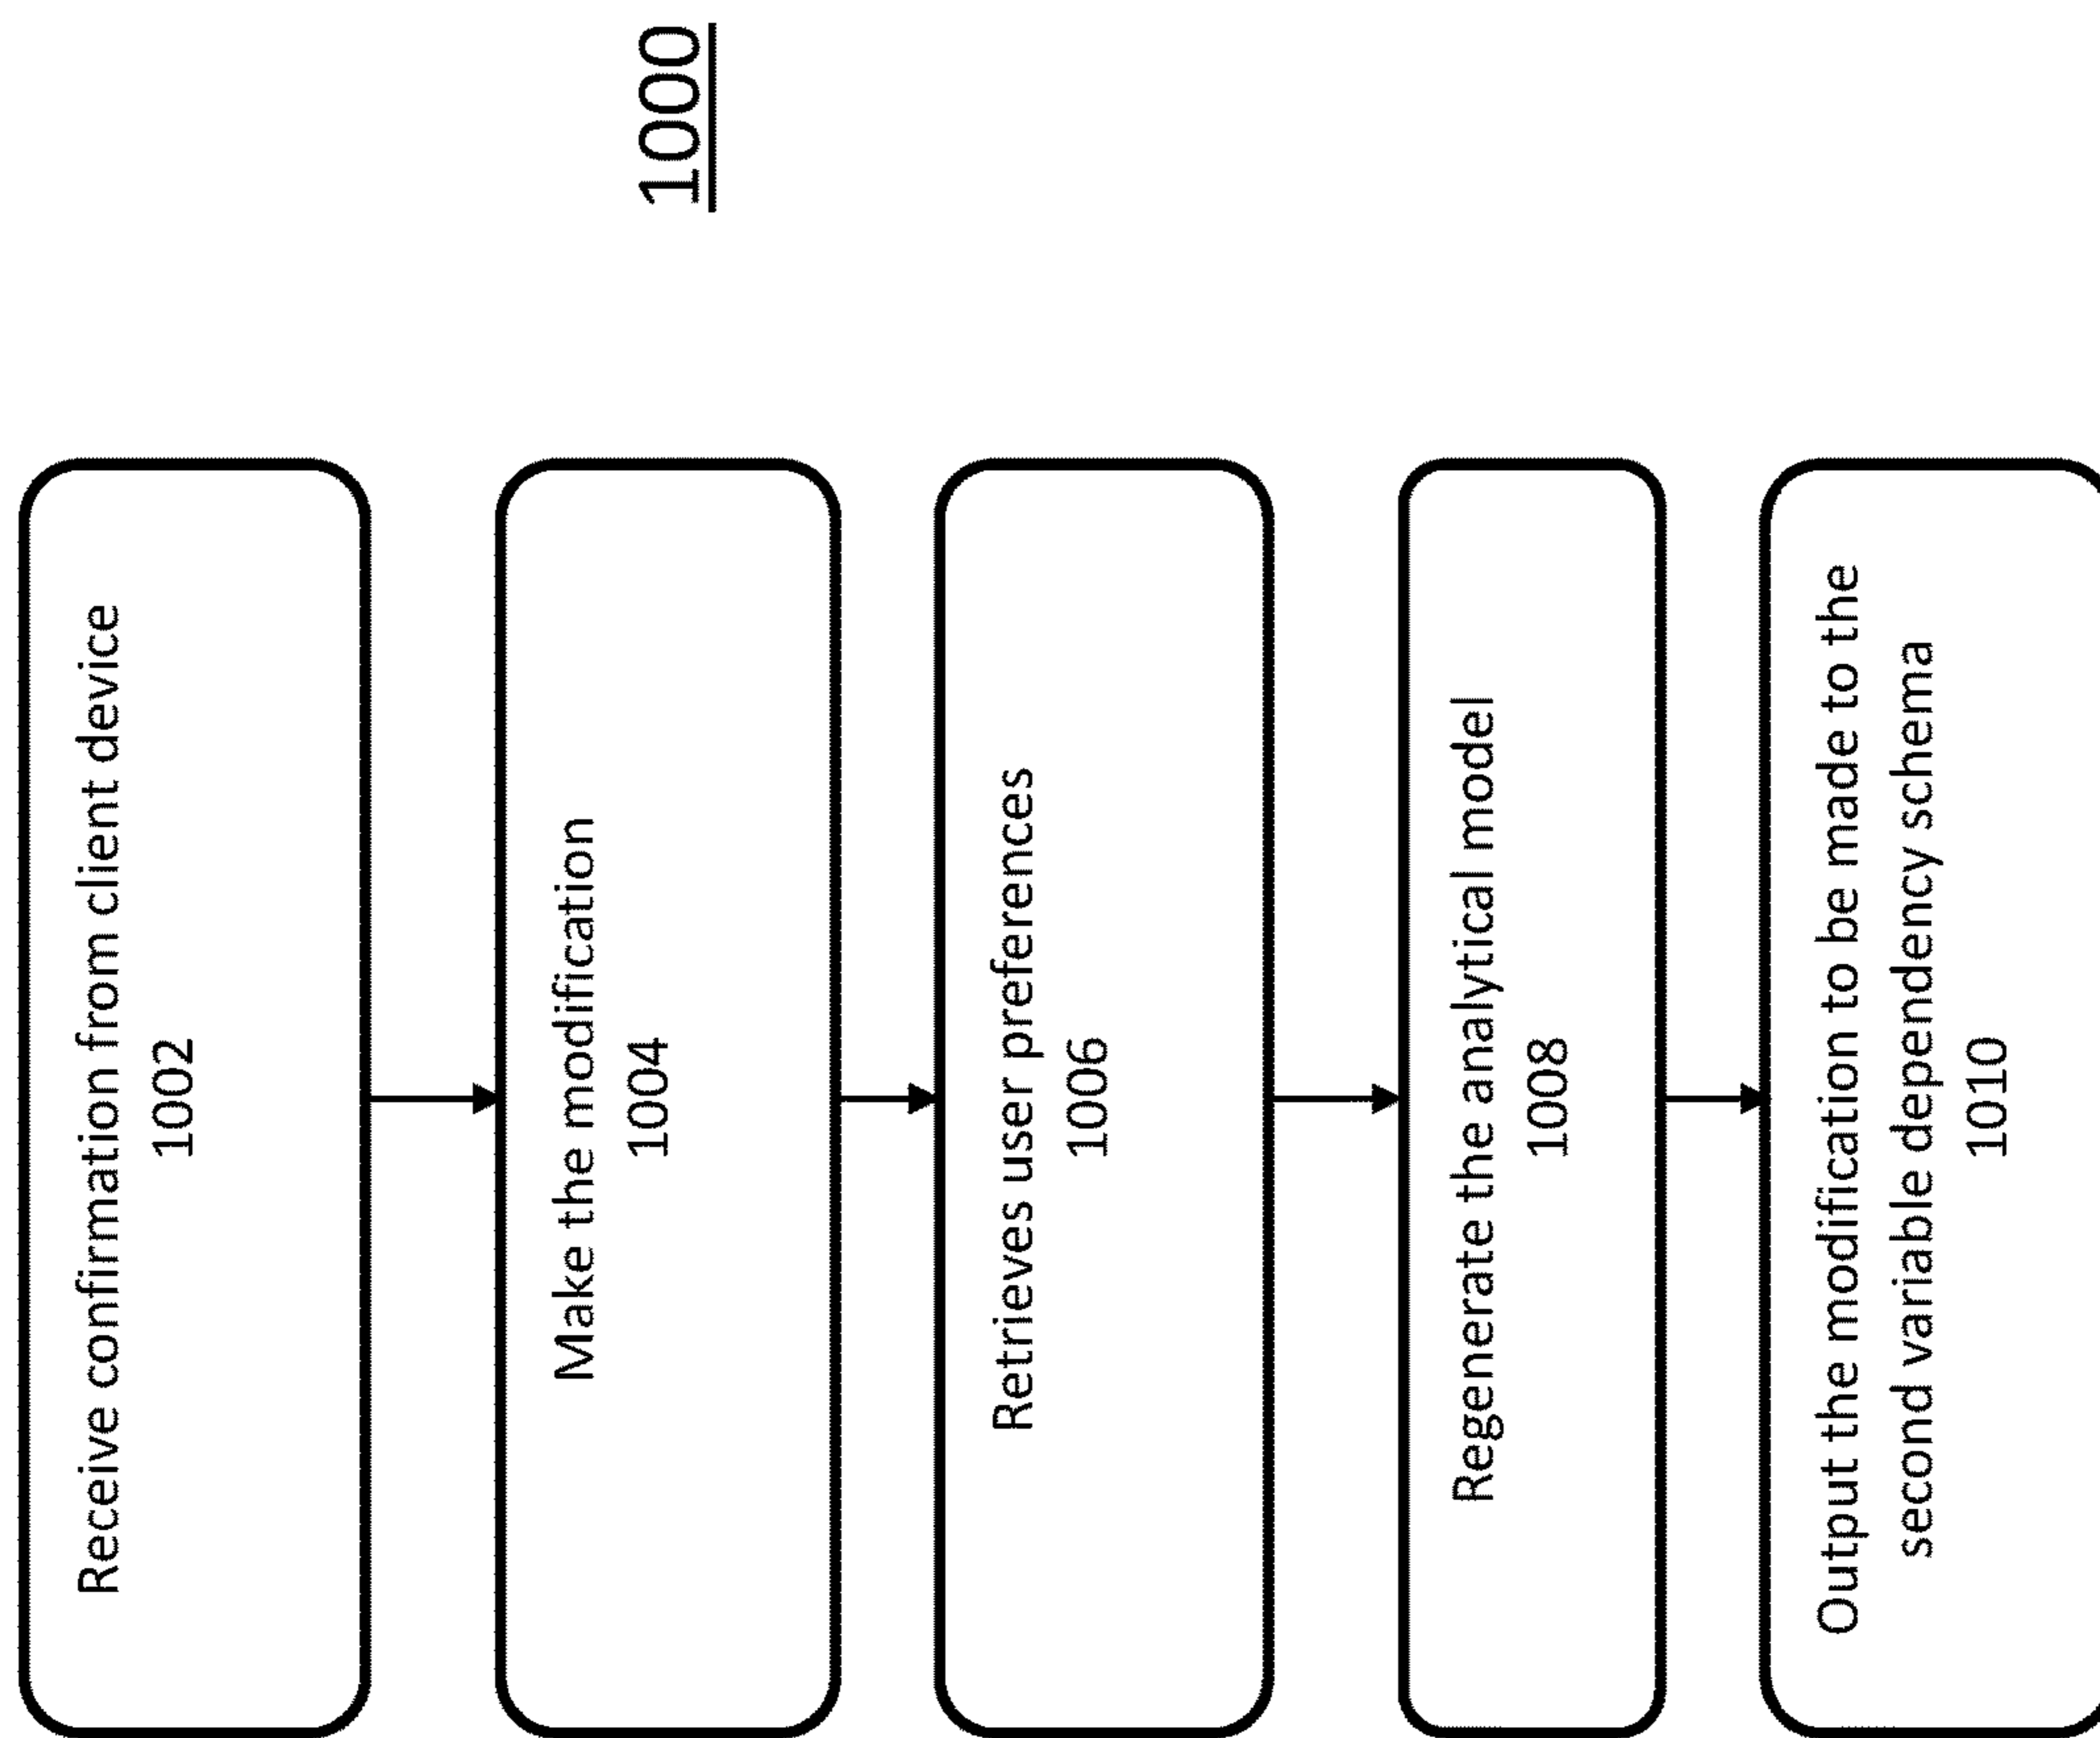 1000
Receive confirmation from client device
1002
Make the modification
1004
Retrieves user preferences
1006
Regenerate the analytical model
1008
Output the modification to be made to the
second variable dependency schema
1010